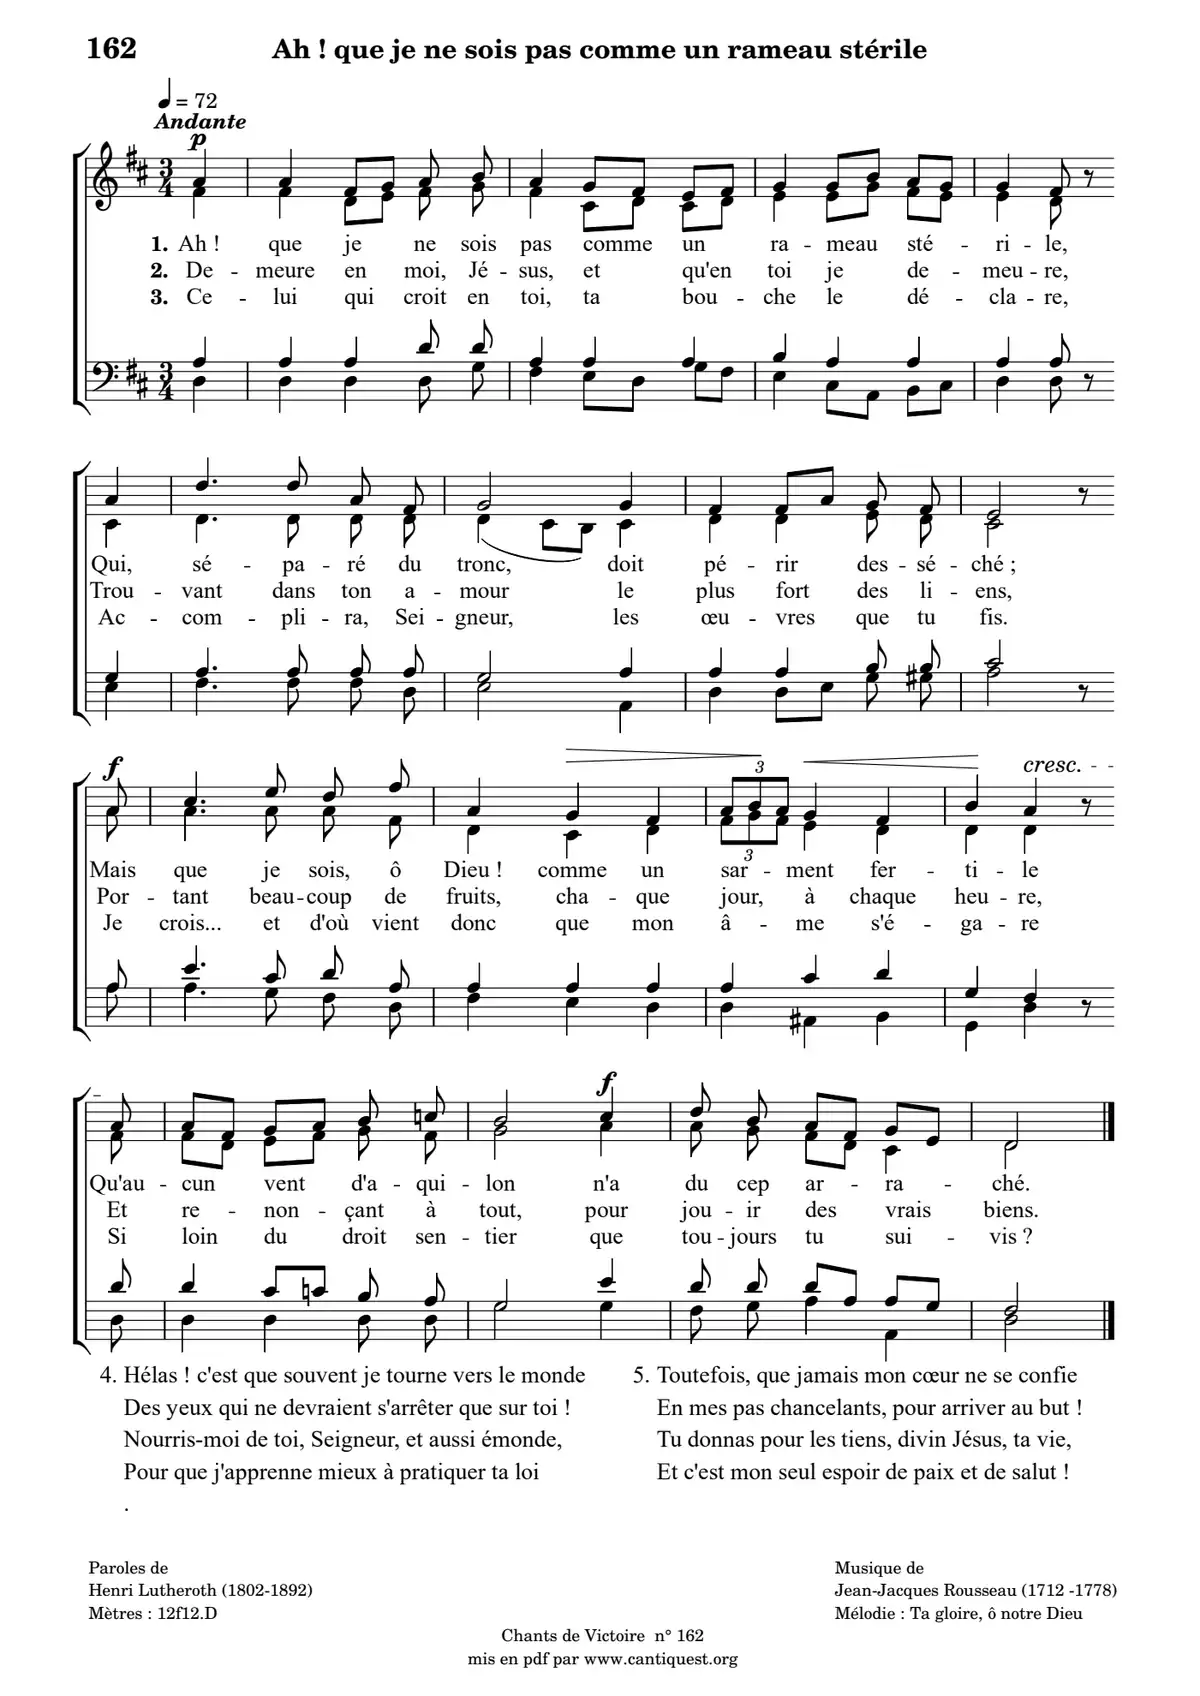 162 Ah ! que je ne sois pas comme un rameau stérile
= 72
Andante
p
3
4
1. Ah ! que je ne sois pas comme un ra - meau sté - ri - le,
2. De - meure en moi, Jé - sus, et qu'en toi je de - meu - re,
3. Ce - lui qui croit en toi, ta bou - che le dé - cla - re,
3
4
Qui, sé - pa - ré du tronc, doit pé - rir des - sé - ché ;
Trou - vant dans ton a - mour le plus fort des li - ens,
Ac - com - pli - ra, Sei - gneur, les œu - vres que tu fis.
f
3
cresc. - -
3
Mais que je sois, ô Dieu ! comme un sar - ment fer - ti - le
Por - tant beau - coup de fruits, cha - que jour, à chaque heu - re,
Je crois... et d'où vient donc que mon â - me s'é - ga - re
-
f
Qu'au - cun vent d'a - qui - lon n'a du cep ar - ra - ché.
Et re - non - çant à tout, pour jou - ir des vrais biens.
Si loin du droit sen - tier que tou - jours tu sui - vis ?
4. Hélas ! c'est que souvent je tourne vers le monde
Des yeux qui ne devraient s'arrêter que sur toi !
Nourris-moi de toi, Seigneur, et aussi émonde,
Pour que j'apprenne mieux à pratiquer ta loi
.
5. Toutefois, que jamais mon cœur ne se confie
En mes pas chancelants, pour arriver au but !
Tu donnas pour les tiens, divin Jésus, ta vie,
Et c'est mon seul espoir de paix et de salut !
Paroles de
Henri Lutheroth (1802-1892)
Mètres : 12f12.D
Musique de
Jean-Jacques Rousseau (1712 -1778)
Mélodie : Ta gloire, ô notre Dieu
Chants de Victoire n° 162
mis en pdf par www.cantiquest.org